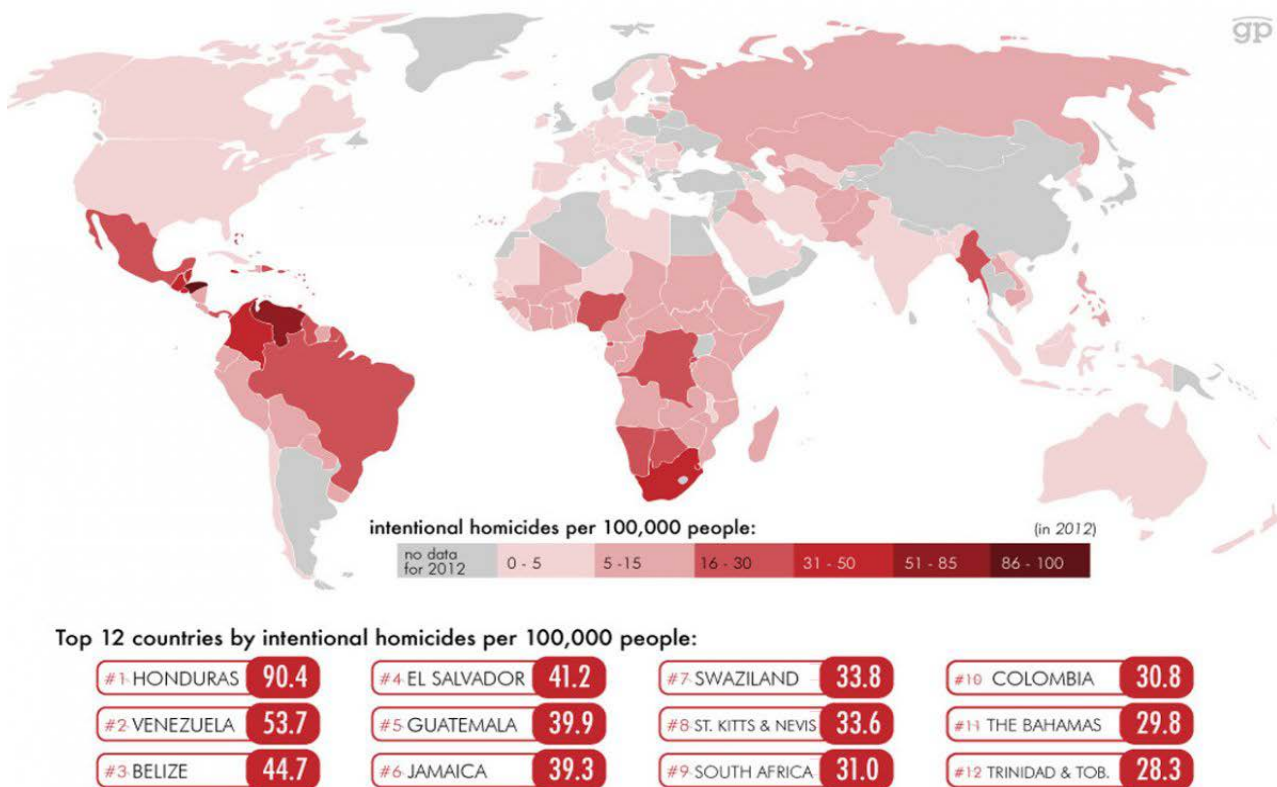 gp
intentional homicides per 100,000 people:
(in 2012)
no data
for 2012
0 - 5
5 -15
16 - 30
31 - 50
51 - 85
86 - 100
Top 12 countries by intentional homicides per 100,000 people:
#1 HONDURAS 90.4
#4 EL SALVADOR 41.2
#7 SWAZILAND 33.8
#10 COLOMBIA 30.8
#2 VENEZUELA 53.7
#5 GUATEMALA 39.9
#8 ST. KITTS & NEVIS 33.6
#11 THE BAHAMAS 29.8
#3 BELIZE 44.7
#6 JAMAICA 39.3
#9 SOUTH AFRICA 31.0
#12 TRINIDAD & TOB. 28.3